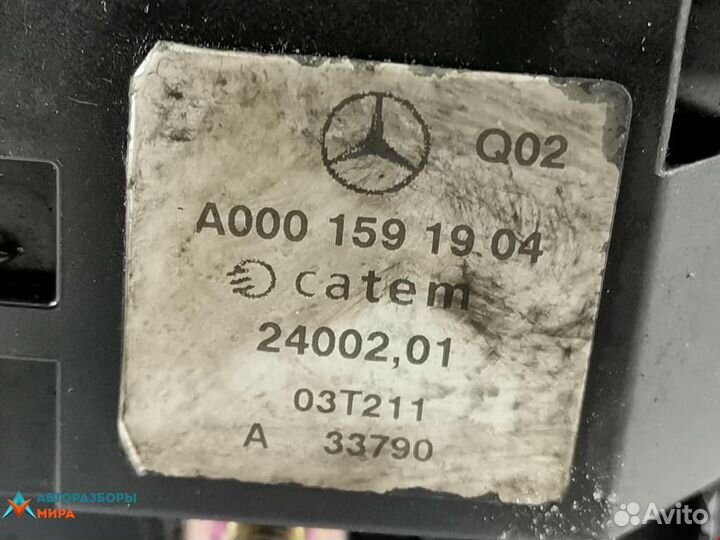 Q02
A000 159 19 04
catem
24002,01
03T211
A 33790
АВТОРАЗБОРЫ
МИРА
Avito